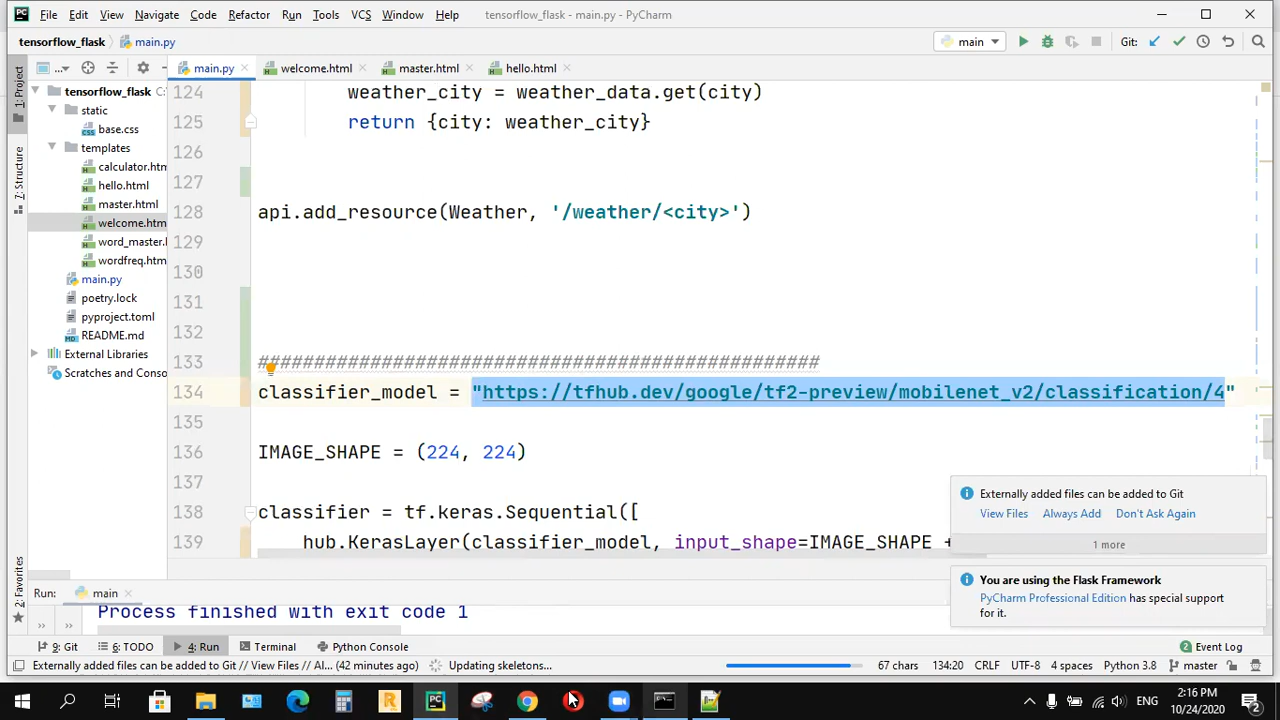 File Edit View Navigate Code Refactor Run Tools VCS Window Help tensorflow_flask - main.py - PyCharm
tensorflow_flask main.py main Git:
... main.py welcome.html master.html hello.html
1: Project
7: Structure
2: Favorites
tensorflow_flask C:
static
base.css
templates
calculator.htm
hello.html
master.html
welcome.htm
word_master.h
wordfreq.htm
main.py
poetry.lock
pyproject.toml
README.md
External Libraries
Scratches and Conso
124 weather_city = weather_data.get(city)
125 return {city: weather_city}
126
127
128 api.add_resource(Weather, '/weather/<city>')
129
130
131
132
133 ##################################################
134 classifier_model = "https://tfhub.dev/google/tf2-preview/mobilenet_v2/classification/4"
135
136 IMAGE_SHAPE = (224, 224)
137
138 classifier = tf.keras.Sequential([
139 hub.KerasLayer(classifier_model, input_shape=IMAGE_SHAPE +
Externally added files can be added to Git
View Files Always Add Don't Ask Again
1 more
You are using the Flask Framework
PyCharm Professional Edition has special support
for it.
Run: main
Process finished with exit code 1
9: Git 6: TODO 4: Run Terminal Python Console 2 Event Log
Externally added files can be added to Git // View Files // Al... (42 minutes ago) Updating skeletons... 67 chars 134:20 CRLF UTF-8 4 spaces Python 3.8 master
ENG 2:16 PM
10/24/2020 2